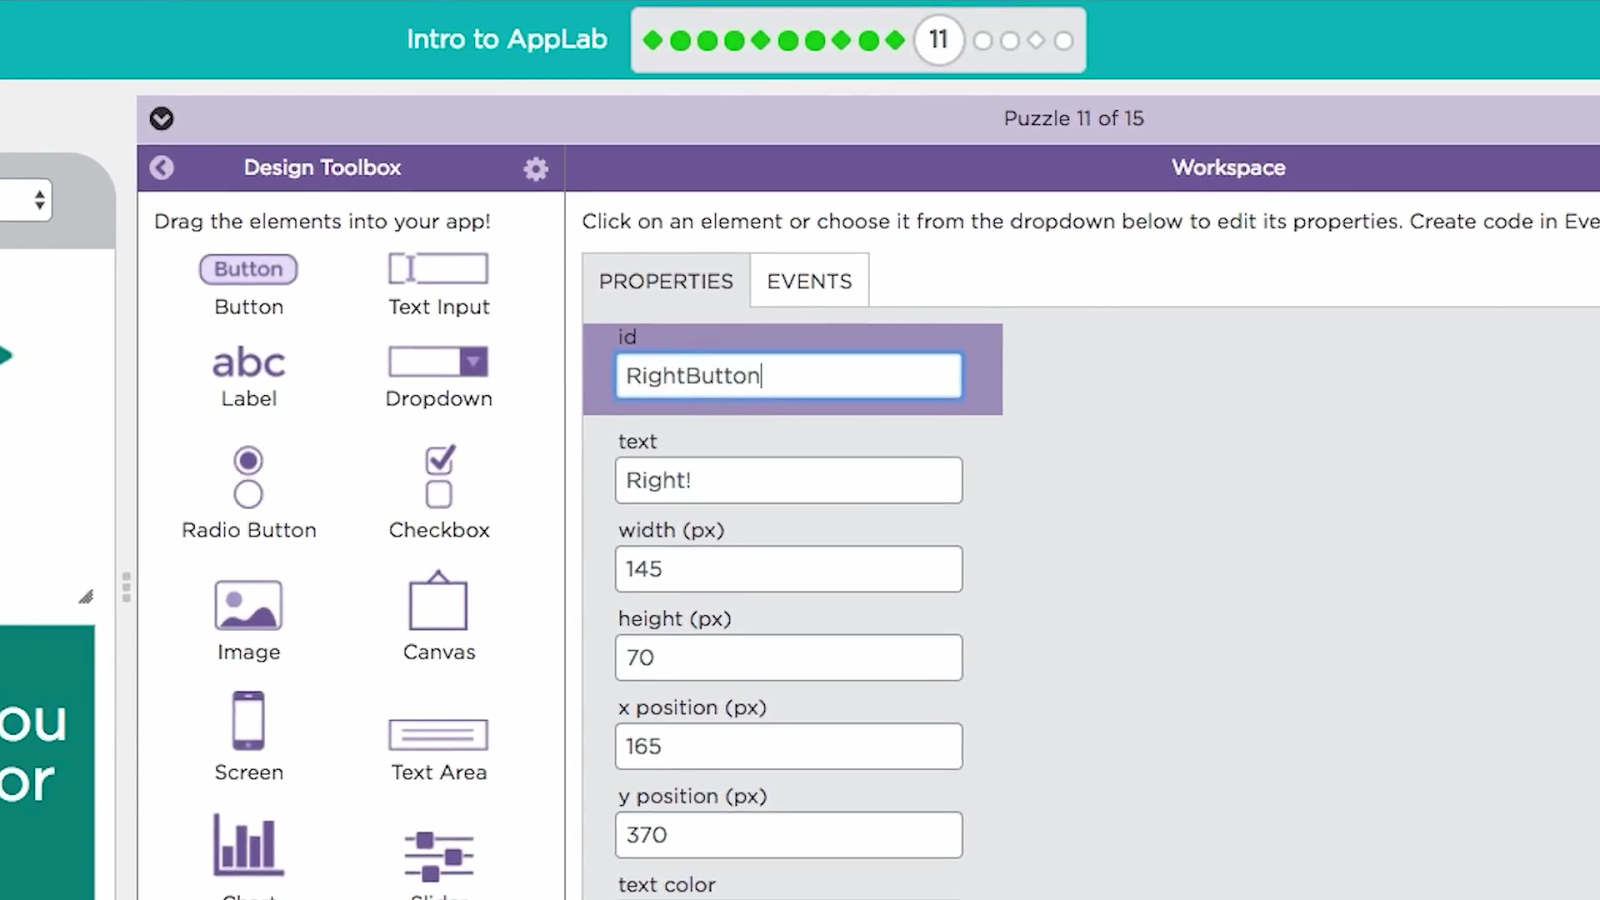 Intro to AppLab
11
Puzzle 11 of 15
Design Toolbox
Workspace
Drag the elements into your app!
Button
Button
Text Input
abc
Label
Dropdown
Radio Button
Checkbox
Image
Canvas
Screen
Text Area
Click on an element or choose it from the dropdown below to edit its properties. Create code in Eve
PROPERTIES
EVENTS
id
RightButton
text
Right!
width (px)
145
height (px)
70
x position (px)
165
y position (px)
370
text color
ou
or